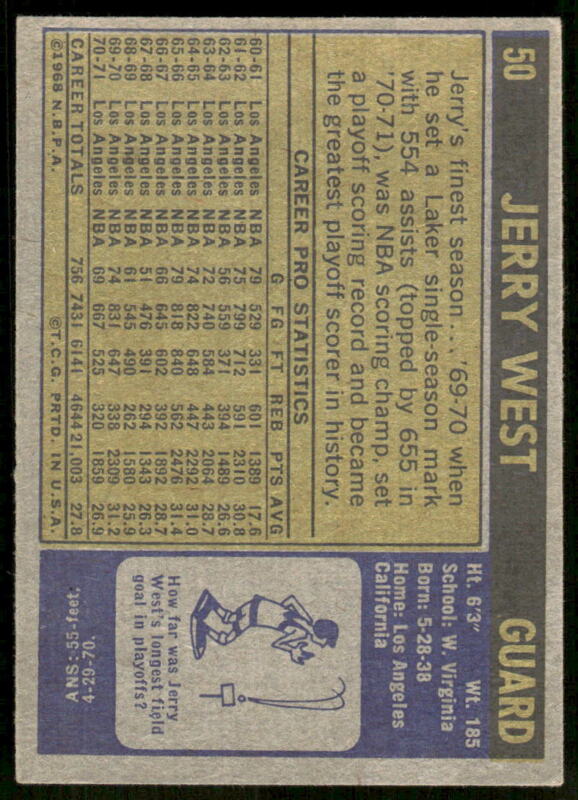 50 JERRY WEST GUARD
Jerry's finest season . . . '69-70 when
he set a Laker single-season mark
with 554 assists (topped by 655 in
'70-71), was NBA scoring champ, set
a playoff scoring record and became
the greatest playoff scorer in history.
CAREER PRO STATISTICS
G FG FT REB PTS AVG
60-61 Los Angeles NBA 79 529 331 601 1389 17.6
61-62 Los Angeles NBA 75 799 712 591 2310 30.8
62-63 Los Angeles NBA 56 559 371 394 1489 26.6
63-64 Los Angeles NBA 72 740 584 443 2064 28.7
64-65 Los Angeles NBA 74 822 648 447 2292 31.0
65-66 Los Angeles NBA 79 818 840 562 2476 31.4
66-67 Los Angeles NBA 66 645 602 392 1892 28.7
67-68 Los Angeles NBA 51 476 391 294 1343 26.3
68-69 Los Angeles NBA 61 545 490 262 1580 25.9
69-70 Los Angeles NBA 74 831 647 338 2309 31.2
70-71 Los Angeles NBA 69 667 525 320 1859 26.9
CAREER TOTALS 756 7431 6141 4644 21,003 27.8
©1968 N.B.P.A. ©T.C.G. PRTD. IN U.S.A.
Ht. 6'3" Wt. 185
School: W. Virginia
Born: 5-28-38
Home: Los Angeles
California
How far was Jerry
West's longest field
goal in playoffs?
ANS: 55 feet.
4-29-70.